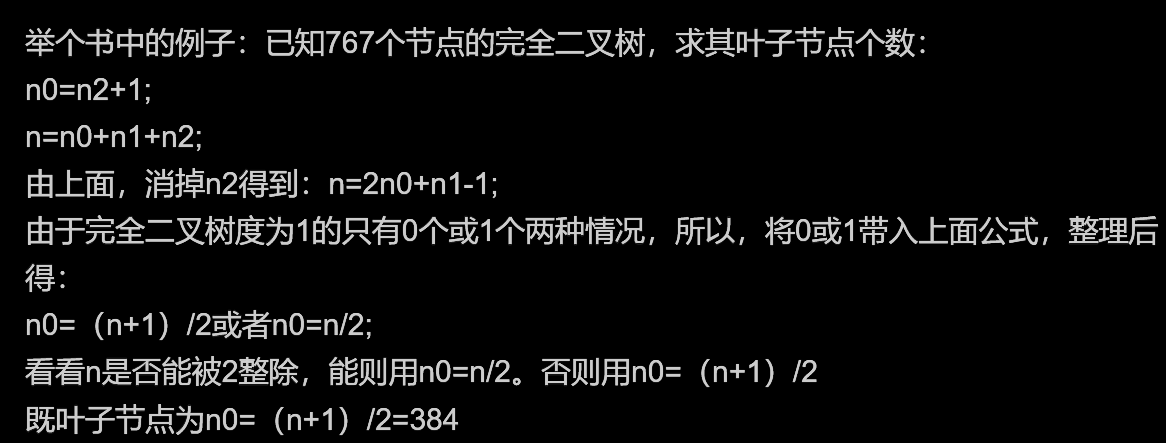 举个书中的例子：已知767个节点的完全二叉树，求其叶子节点个数：
n0=n2+1;
n=n0+n1+n2;
由上面，消掉n2得到：n=2n0+n1-1;
由于完全二叉树度为1的只有0个或1个两种情况，所以，将0或1带入上面公式，整理后
得：
n0=（n+1）/2或者n0=n/2;
看看n是否能被2整除，能则用n0=n/2。否则用n0=（n+1）/2
既叶子节点为n0=（n+1）/2=384